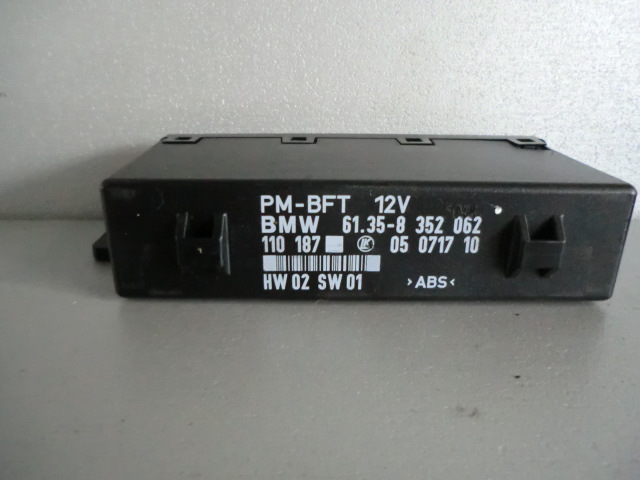 PM-BFT 12V
BMW 61.35-8 352 062
110 187 LK 05 0717 10
HW 02 SW 01 >ABS<